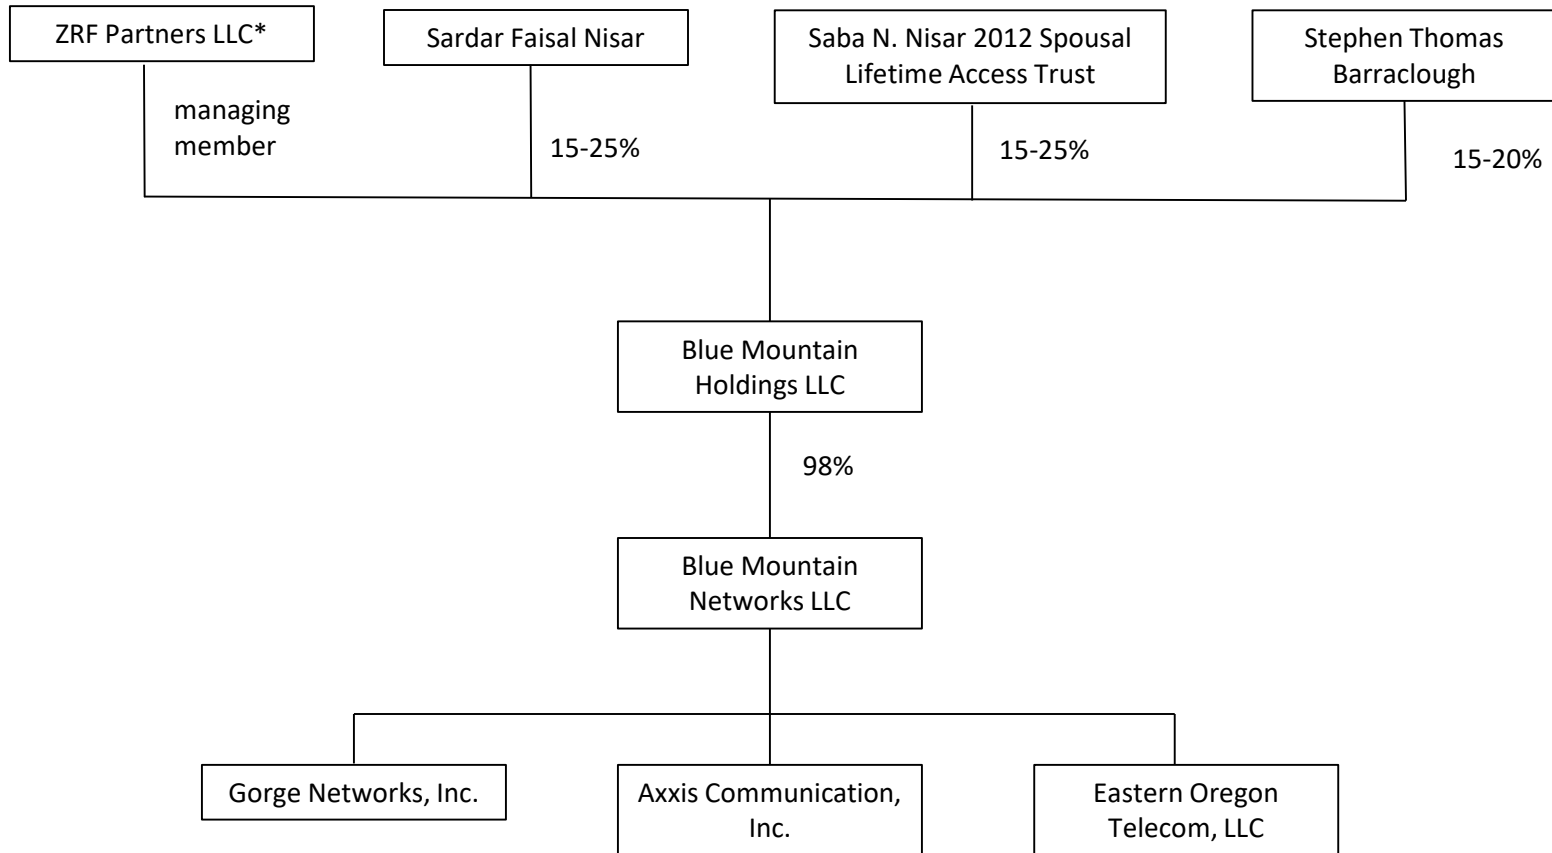 ZRF Partners LLC*
Sardar Faisal Nisar
Saba N. Nisar 2012 Spousal
Lifetime Access Trust
Stephen Thomas
Barraclough
managing
member
15-25%
15-25%
15-20%
Blue Mountain
Holdings LLC
98%
Blue Mountain
Networks LLC
Gorge Networks, Inc.
Axxis Communication,
Inc.
Eastern Oregon
Telecom, LLC